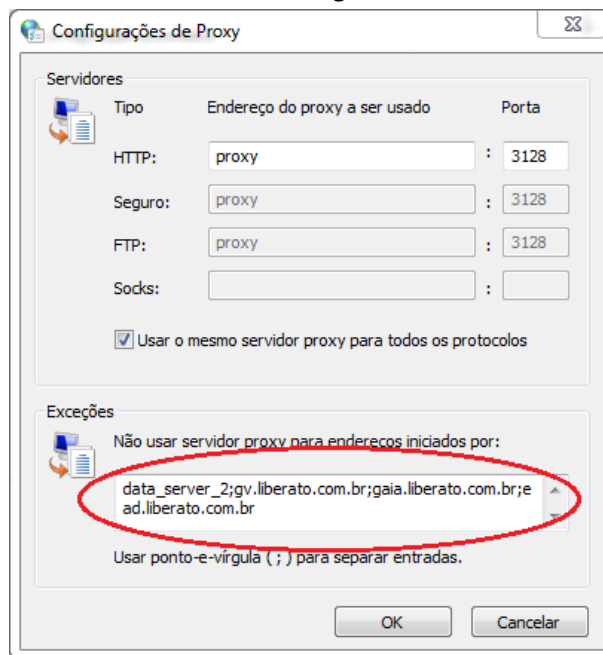 Configurações de Proxy
Servidores
Tipo Endereço do proxy a ser usado Porta
HTTP: proxy : 3128
Seguro: proxy : 3128
FTP: proxy : 3128
Socks: :
Usar o mesmo servidor proxy para todos os protocolos
Exceções
Não usar servidor proxy para endereços iniciados por:
data_server_2;gv.liberato.com.br;gaia.liberato.com.br;e
ad.liberato.com.br
Usar ponto-e-vírgula ( ; ) para separar entradas.
OK Cancelar